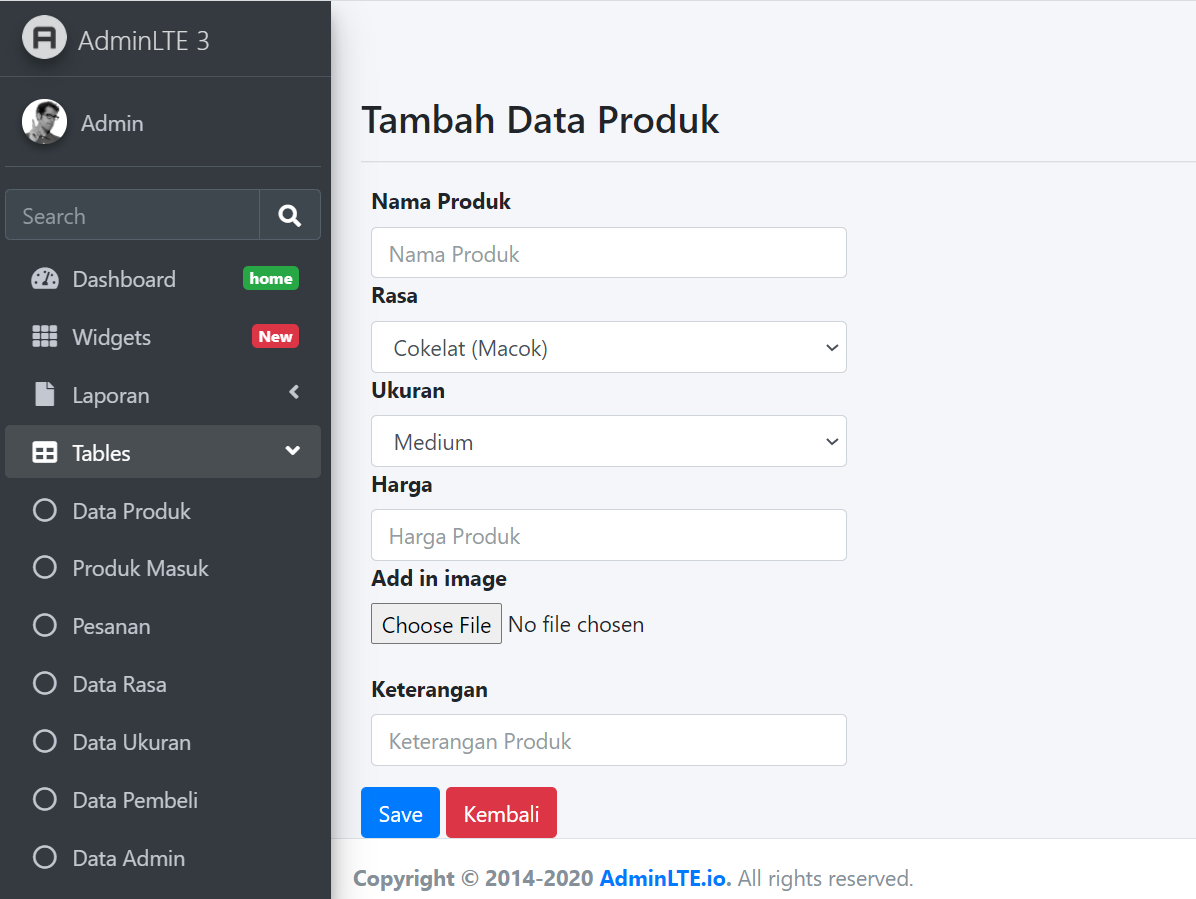 AdminLTE 3
Admin
Search
Dashboard
home
Widgets
New
Laporan
Tables
Data Produk
Produk Masuk
Pesanan
Data Rasa
Data Ukuran
Data Pembeli
Data Admin
Tambah Data Produk
Nama Produk
Nama Produk
Rasa
Cokelat (Macok)
Ukuran
Medium
Harga
Harga Produk
Add in image
Choose File No file chosen
Keterangan
Keterangan Produk
Save Kembali
Copyright © 2014-2020 AdminLTE.io. All rights reserved.